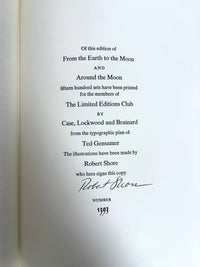 Of this edition of
From the Earth to the Moon
AND
Around the Moon
fifteen hundred sets have been printed
for the members of
The Limited Editions Club
BY
Case, Lockwood and Brainard
from the typographic plan of
Ted Gensamer
The illustrations have been made by
Robert Shore
who here signs this copy
Robert Shore
NUMBER
1393